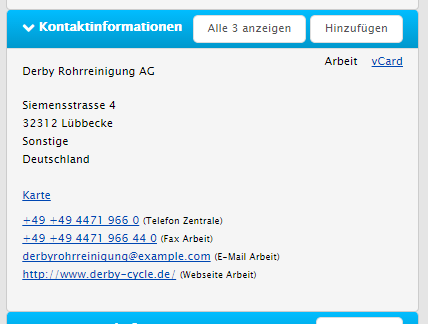 Kontaktinformationen
Alle 3 anzeigen
Hinzufügen
Arbeit vCard
Derby Rohrreinigung AG
Siemensstrasse 4
32312 Lübbecke
Sonstige
Deutschland
Karte
+49 +49 4471 966 0 (Telefon Zentrale)
+49 +49 4471 966 44 0 (Fax Arbeit)
derbyrohrreinigung@example.com (E-Mail Arbeit)
http://www.derby-cycle.de/ (Webseite Arbeit)